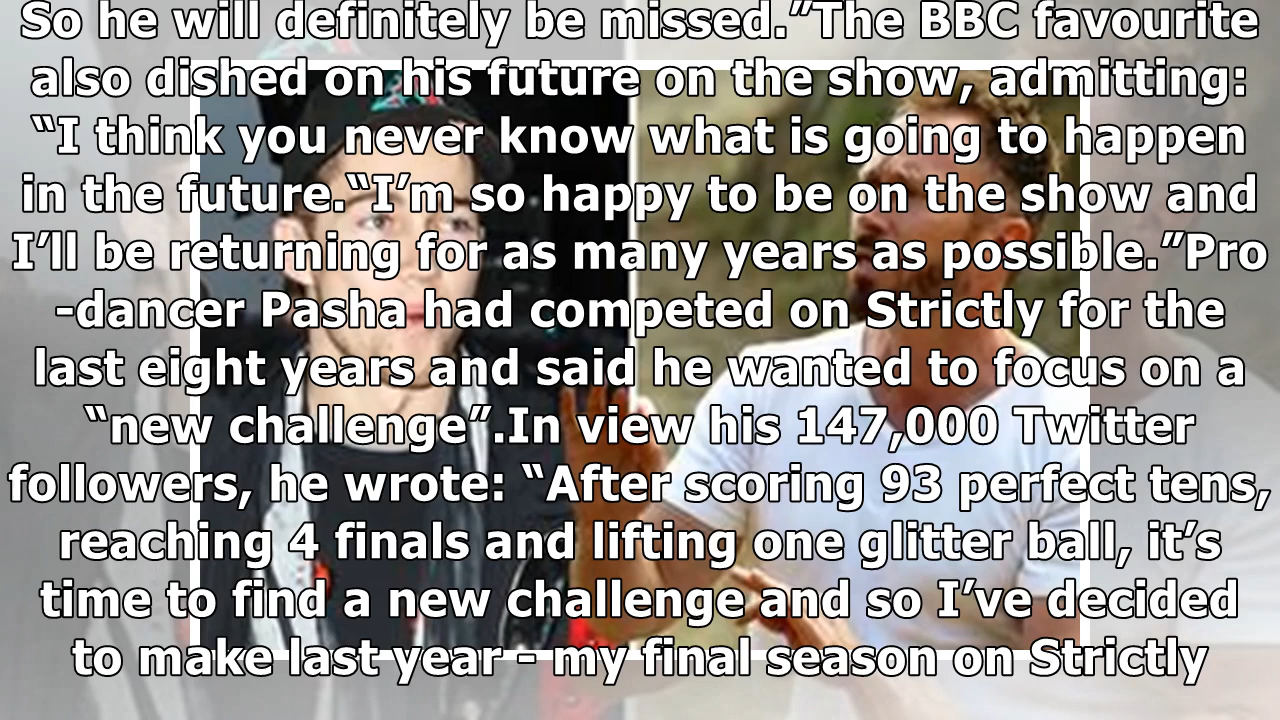 So he will definitely be missed.”The BBC favourite
also dished on his future on the show, admitting:
“I think you never know what is going to happen
in the future.“I’m so happy to be on the show and
I’ll be returning for as many years as possible.”Pro
-dancer Pasha had competed on Strictly for the
last eight years and said he wanted to focus on a
“new challenge”.In view his 147,000 Twitter
followers, he wrote: “After scoring 93 perfect tens,
reaching 4 finals and lifting one glitter ball, it’s
time to find a new challenge and so I’ve decided
to make last year - my final season on Strictly